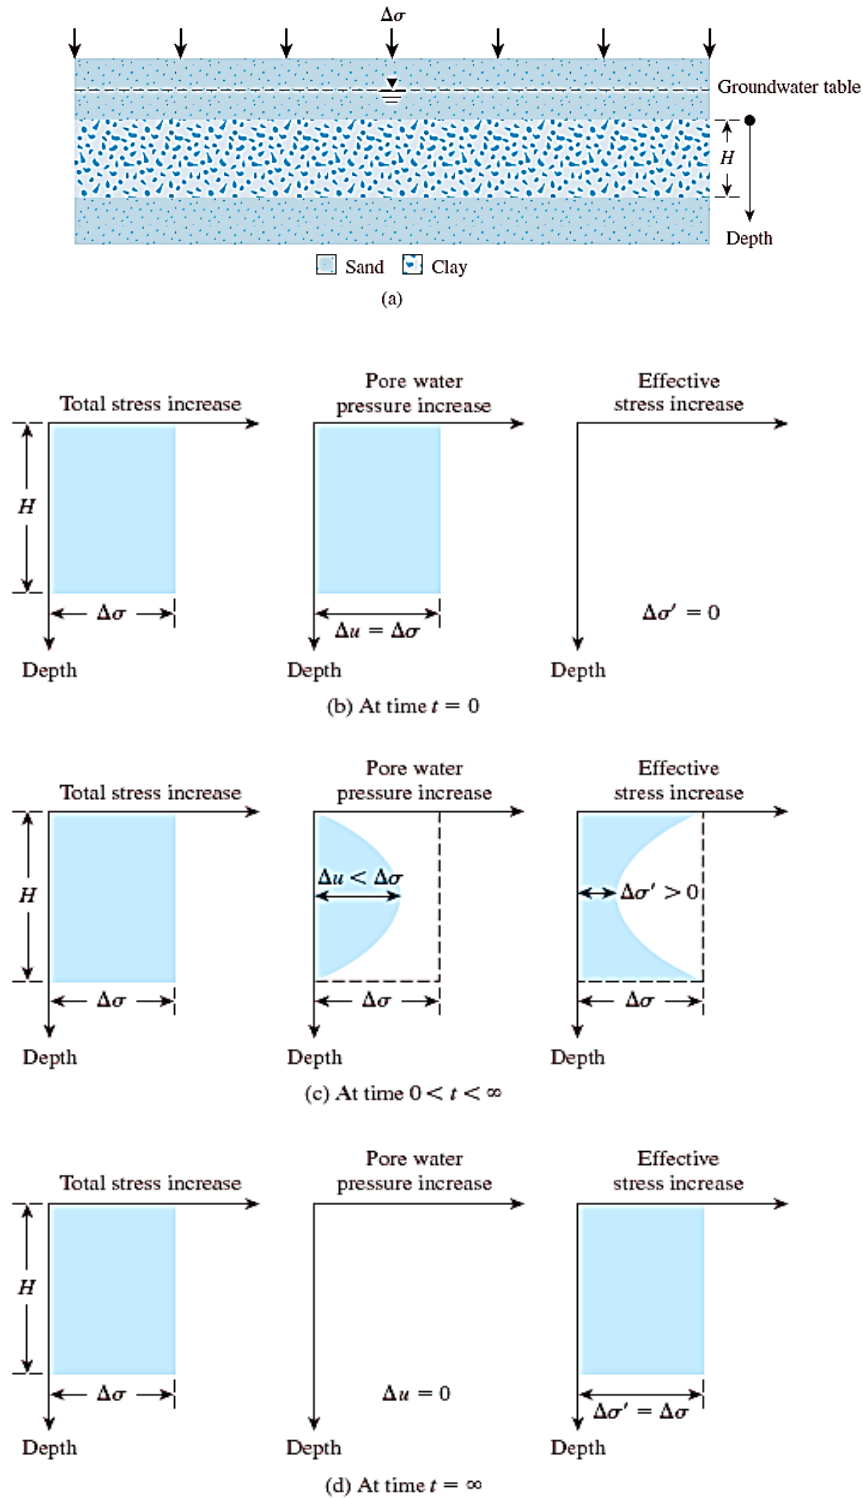 Δσ
Groundwater table
H
Depth
Sand Clay
(a)
Total stress increase
Pore water
pressure increase
Effective
stress increase
H
Δσ
Δu = Δσ
Δσ′ = 0
Depth
Depth
Depth
(b) At time t = 0
Total stress increase
Pore water
pressure increase
Effective
stress increase
H
Δu < Δσ
Δσ′ > 0
Δσ
Δσ
Δσ
Depth
Depth
Depth
(c) At time 0 < t < ∞
Total stress increase
Pore water
pressure increase
Effective
stress increase
H
Δσ
Δu = 0
Δσ′ = Δσ
Depth
Depth
Depth
(d) At time t = ∞